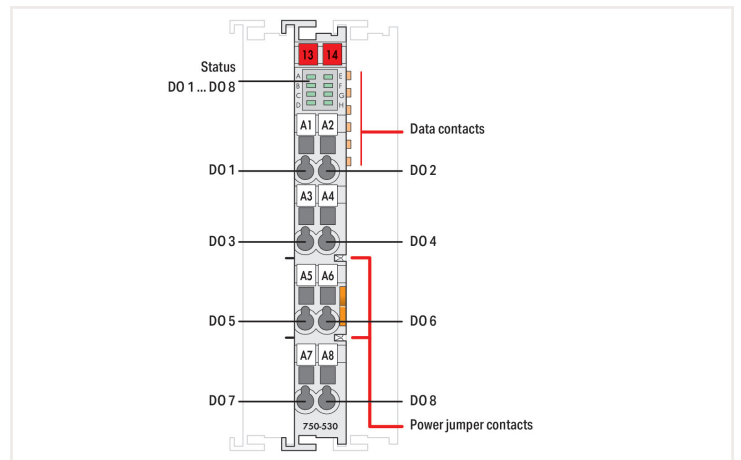 13 14
Status
DO 1 ... DO 8
A E
B F
C G
D H
A1 A2
Data contacts
DO 1 DO 2
A3 A4
DO 3 DO 4
A5 A6
DO 5 DO 6
A7 A8
DO 7 DO 8
750-530
Power jumper contacts